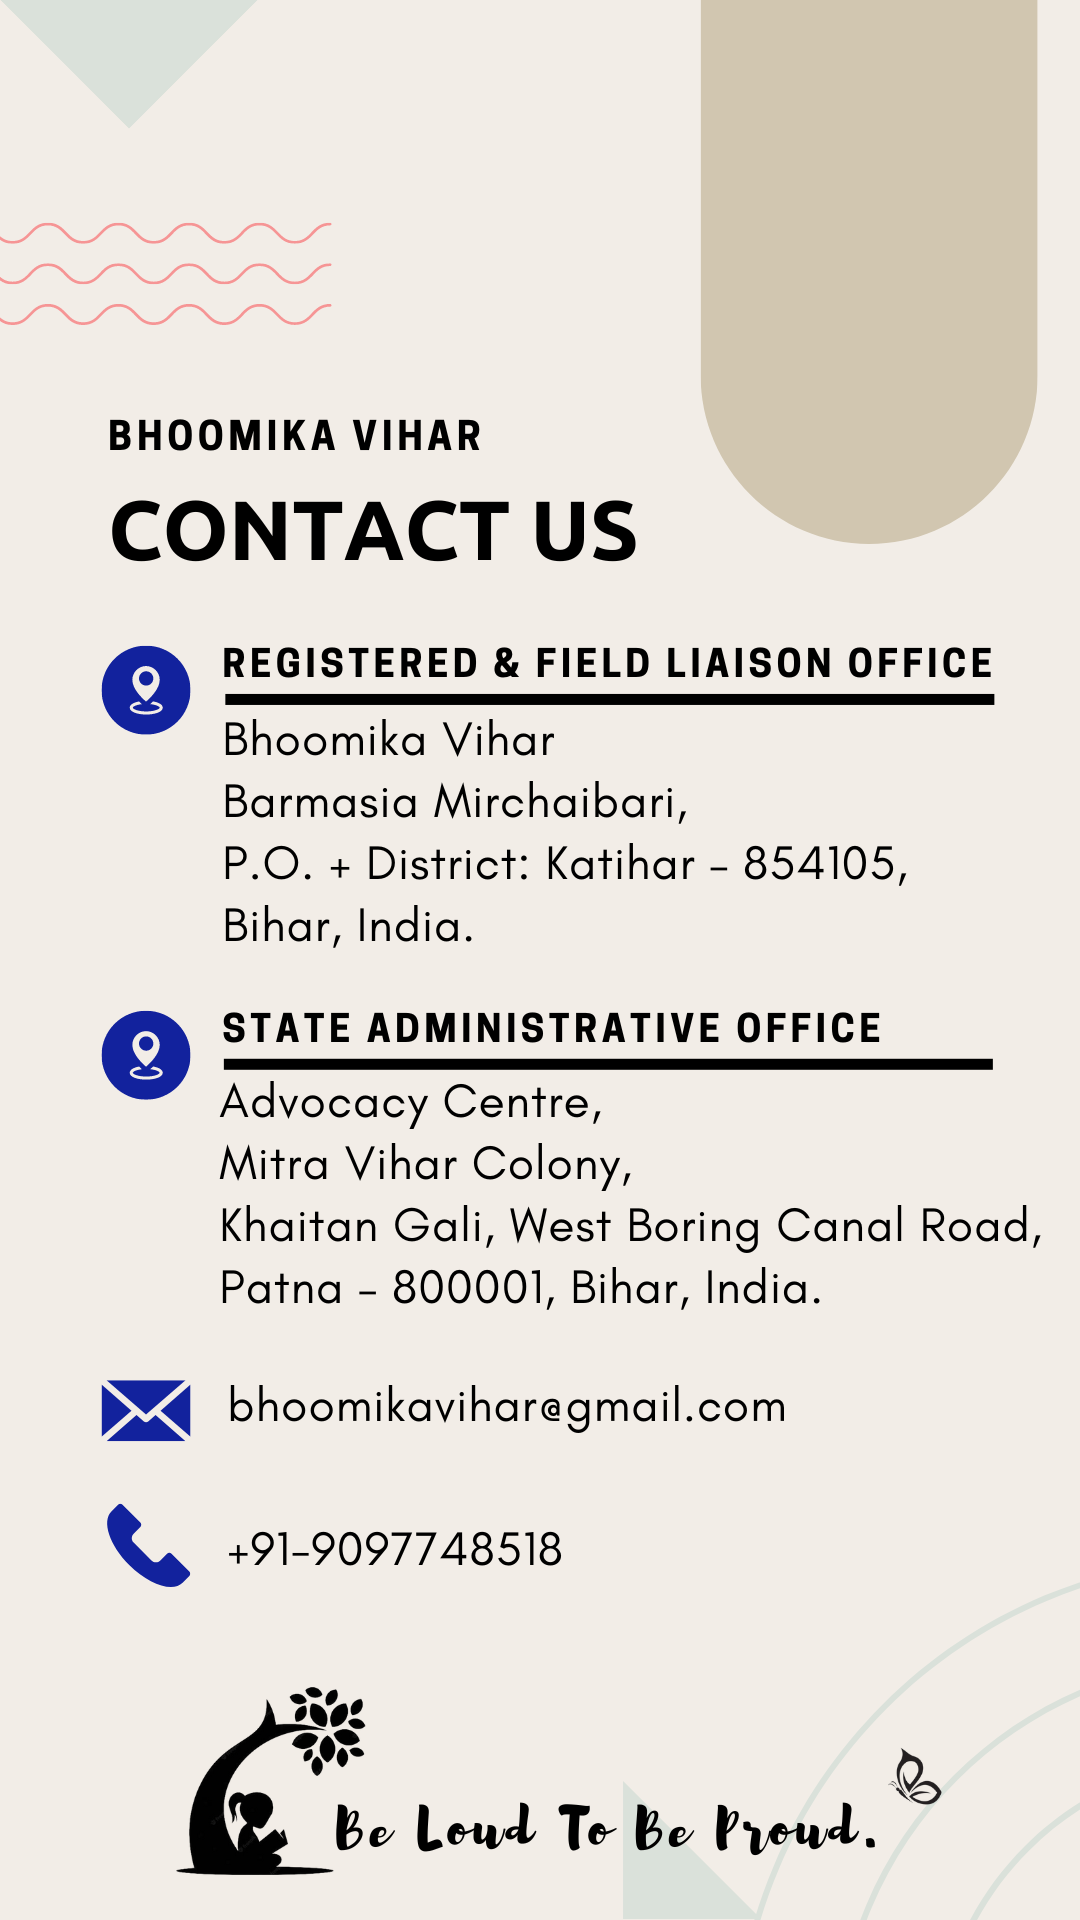 BHOOMIKA VIHAR
CONTACT US
REGISTERED & FIELD LIAISON OFFICE
Bhoomika Vihar
Barmasia Mirchaibari,
P.O. + District: Katihar – 854105,
Bihar, India.
STATE ADMINISTRATIVE OFFICE
Advocacy Centre,
Mitra Vihar Colony,
Khaitan Gali, West Boring Canal Road,
Patna – 800001, Bihar, India.
bhoomikavihar@gmail.com
+91-9097748518
Be Loud To Be Proud.